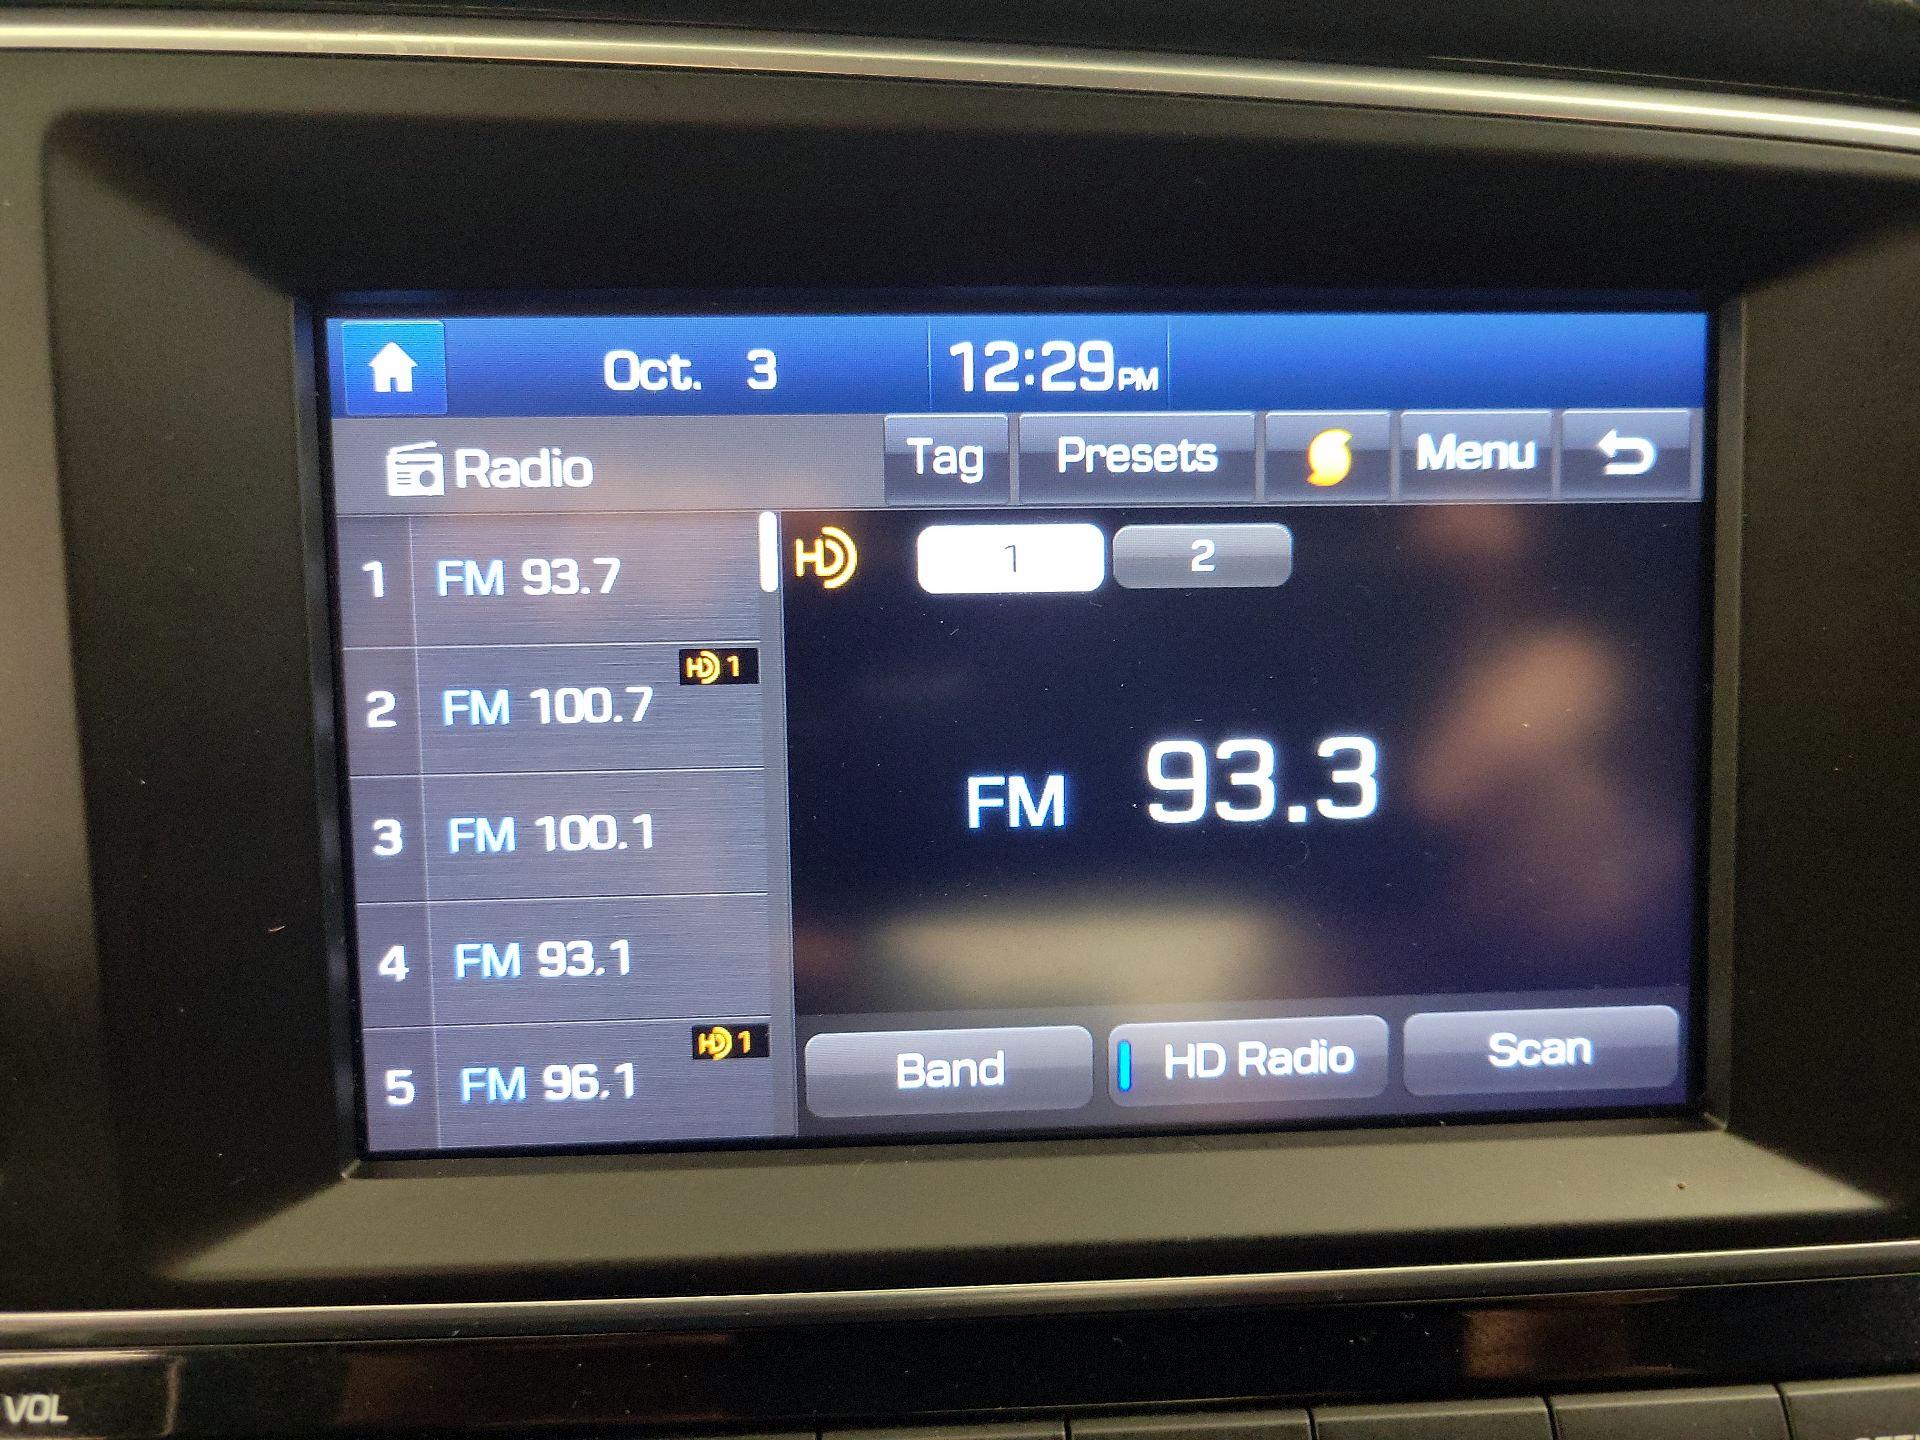 Oct. 3 12:29PM
Radio Tag Presets Menu
1 FM 93.7
HD 1 2
2 FM 100.7 HD 1
3 FM 100.1
FM 93.3
4 FM 93.1
5 FM 96.1 HD 1
Band HD Radio Scan
VOL